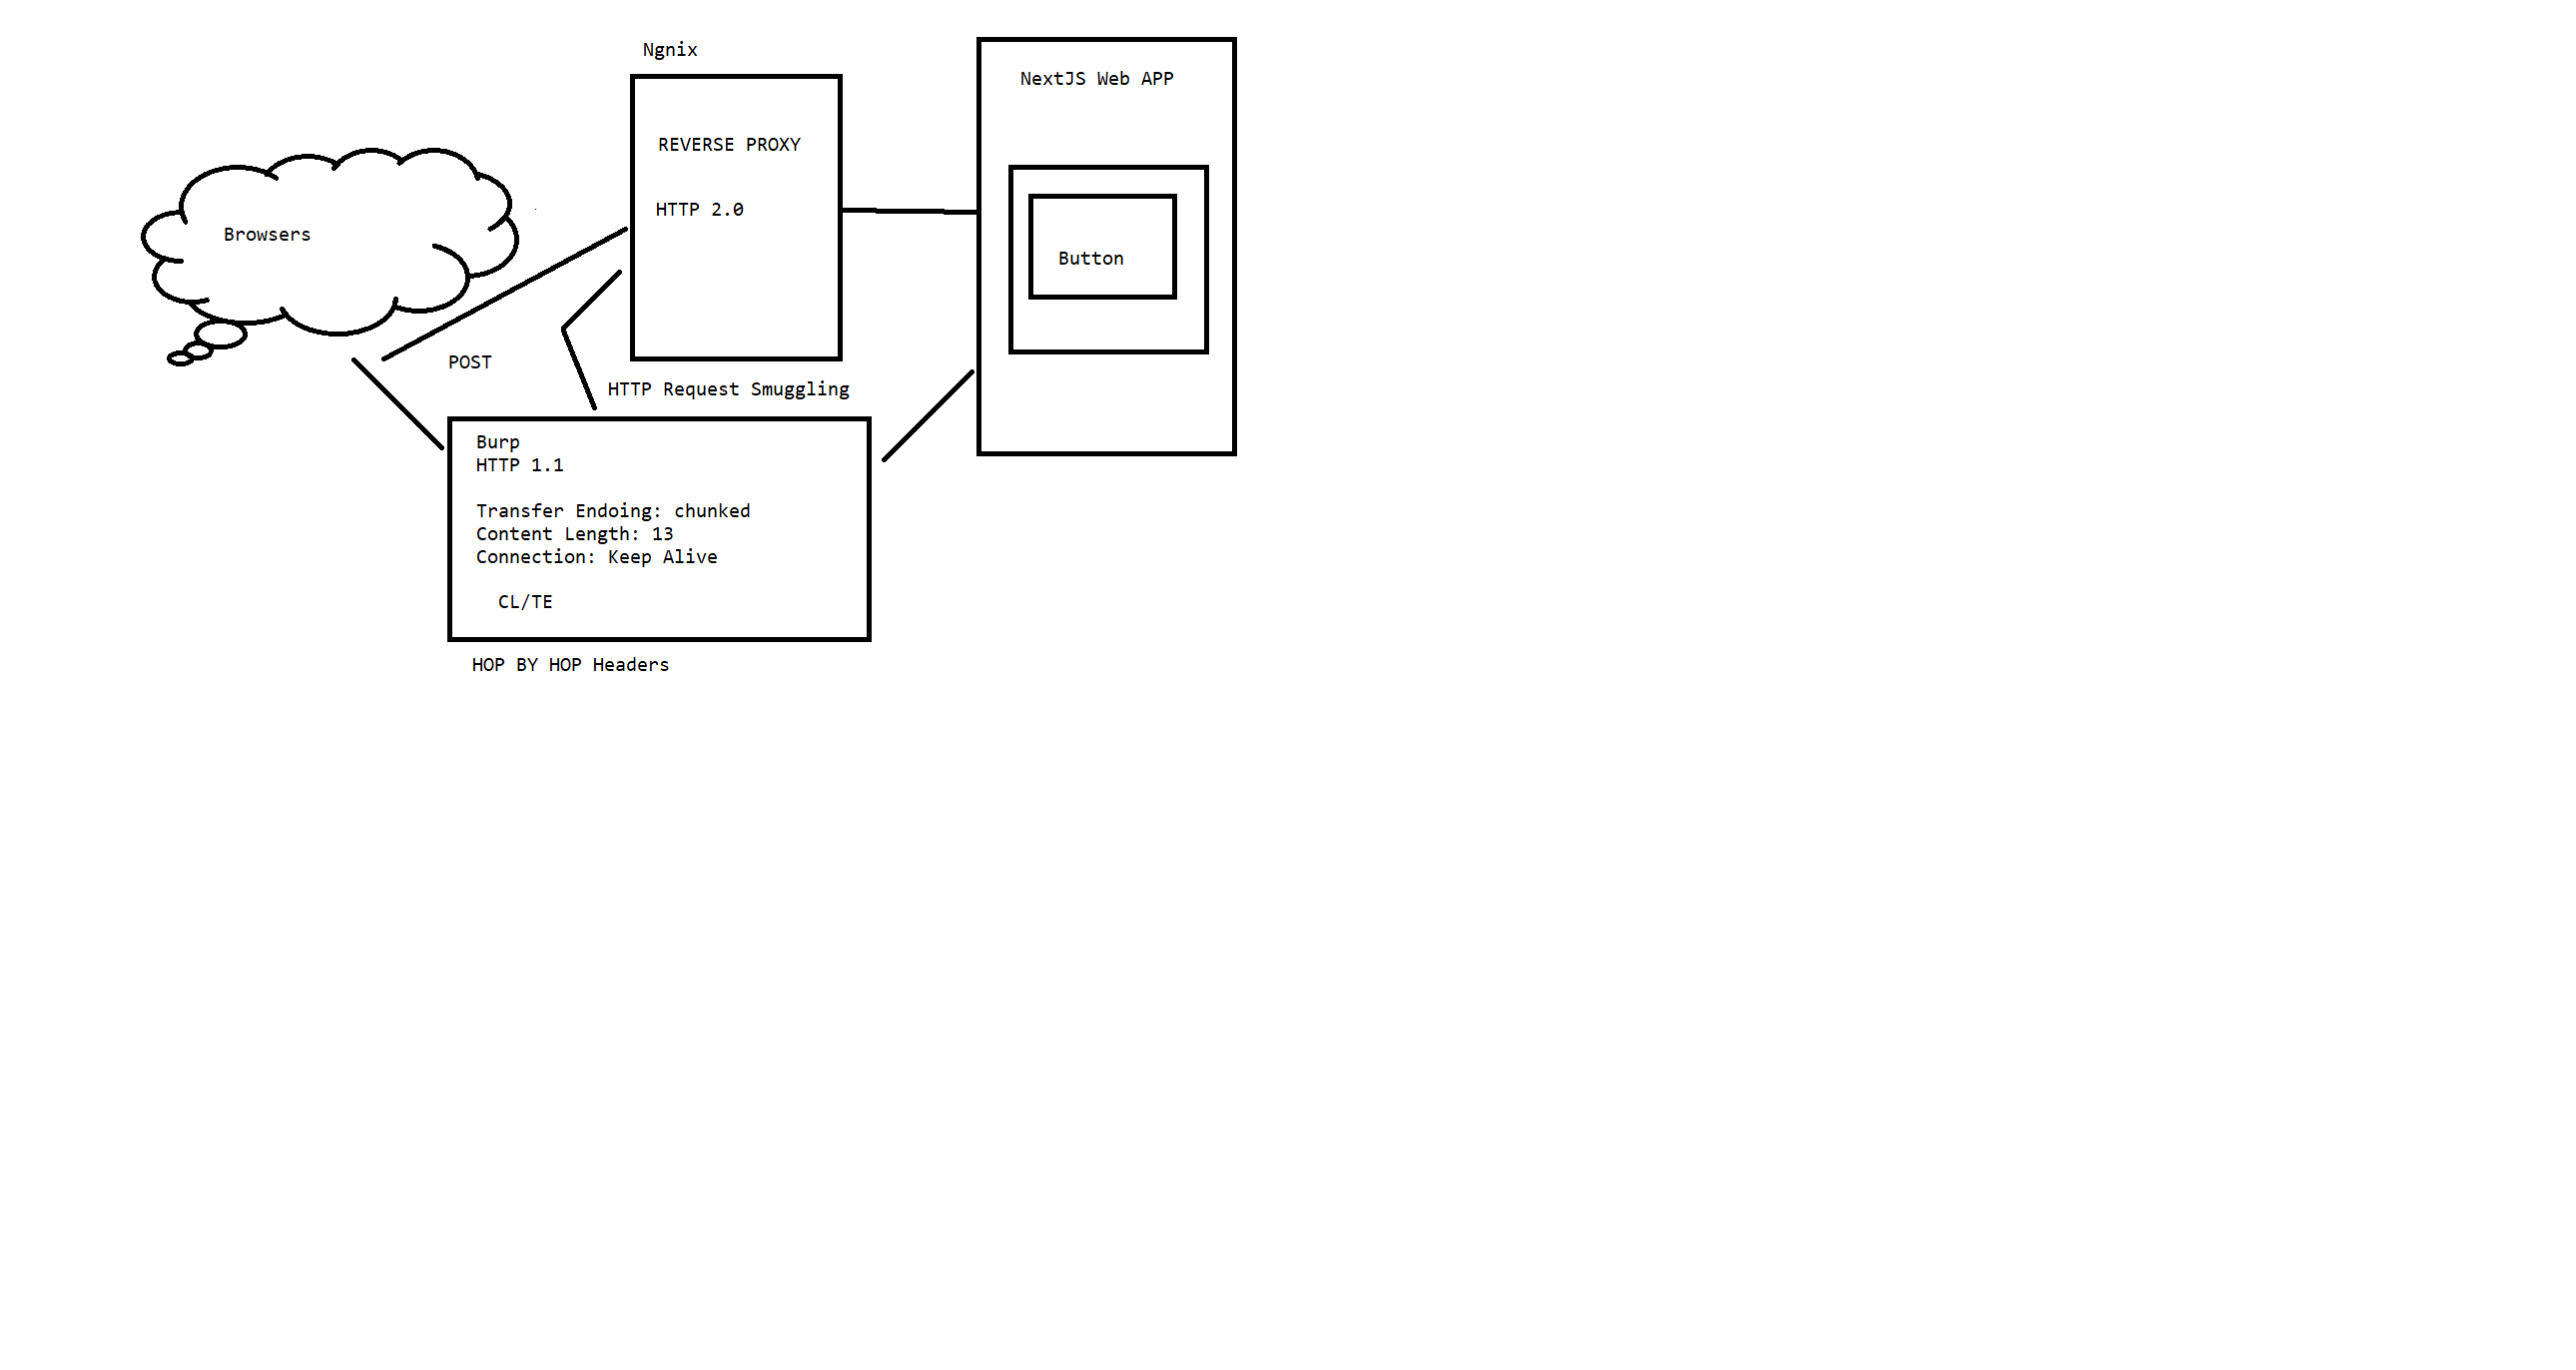 Ngnix
NextJS Web APP
REVERSE PROXY
HTTP 2.0
Browsers
Button
POST
HTTP Request Smuggling
Burp
HTTP 1.1
Transfer Endoing: chunked
Content Length: 13
Connection: Keep Alive
CL/TE
HOP BY HOP Headers